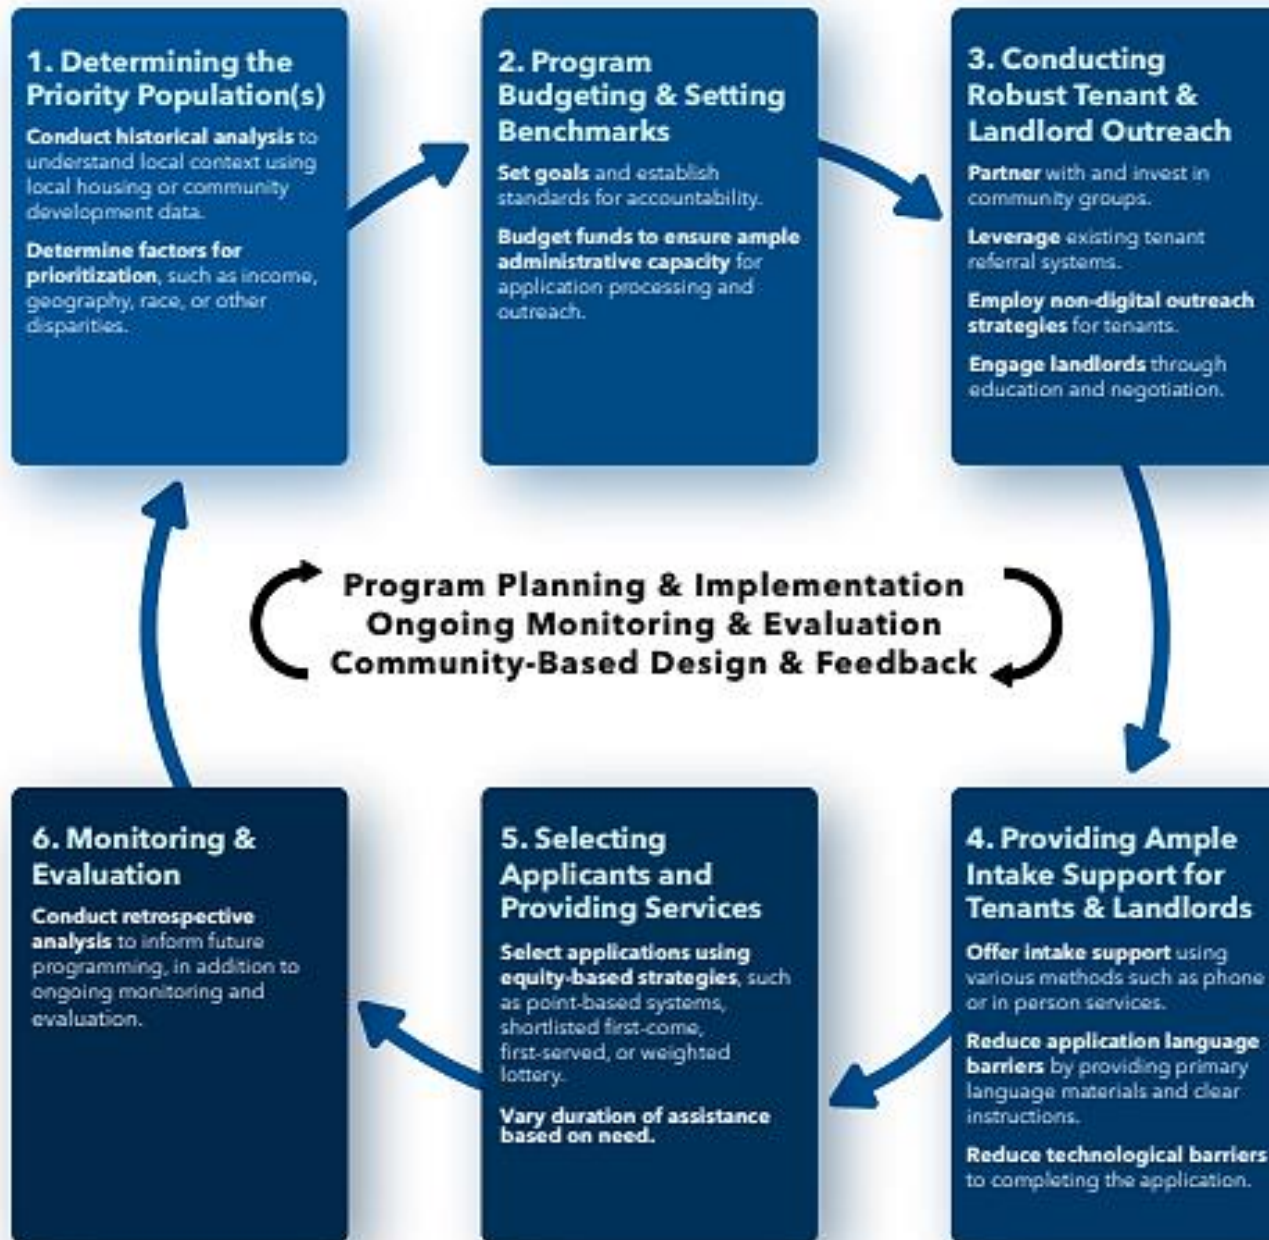 1. Determining the
Priority Population(s)
Conduct historical analysis to
understand local context using
local housing or community
development data.
Determine factors for
prioritization, such as income,
geography, race, or other
disparities.
2. Program
Budgeting & Setting
Benchmarks
Set goals and establish
standards for accountability.
Budget funds to ensure ample
administrative capacity for
application processing and
outreach.
3. Conducting
Robust Tenant &
Landlord Outreach
Partner with and invest in
community groups.
Leverage existing tenant
referral systems.
Employ non-digital outreach
strategies for tenants.
Engage landlords through
education and negotiation.
Program Planning & Implementation
Ongoing Monitoring & Evaluation
Community-Based Design & Feedback
4. Providing Ample
Intake Support for
Tenants & Landlords
Offer intake support using
various methods such as phone
or in person services.
Reduce application language
barriers by providing primary
language materials and clear
instructions.
Reduce technological barriers
to completing the application.
5. Selecting
Applicants and
Providing Services
Select applications using
equity-based strategies, such
as point-based systems,
shortlisted first-come,
first-served, or weighted
lottery.
Vary duration of assistance
based on need.
6. Monitoring &
Evaluation
Conduct retrospective
analysis to inform future
programming, in addition to
ongoing monitoring and
evaluation.